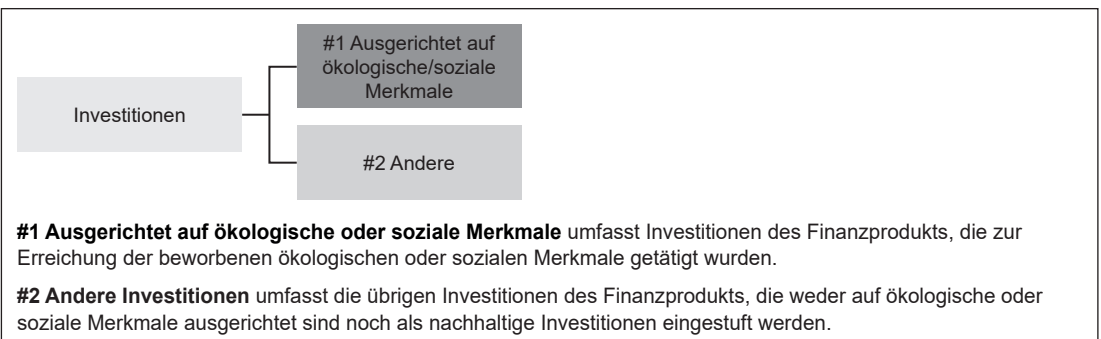 #1 Ausgerichtet auf
ökologische/soziale
Merkmale
Investitionen
#2 Andere
#1 Ausgerichtet auf ökologische oder soziale Merkmale umfasst Investitionen des Finanzprodukts, die zur
Erreichung der beworbenen ökologischen oder sozialen Merkmale getätigt wurden.
#2 Andere Investitionen umfasst die übrigen Investitionen des Finanzprodukts, die weder auf ökologische oder
soziale Merkmale ausgerichtet sind noch als nachhaltige Investitionen eingestuft werden.